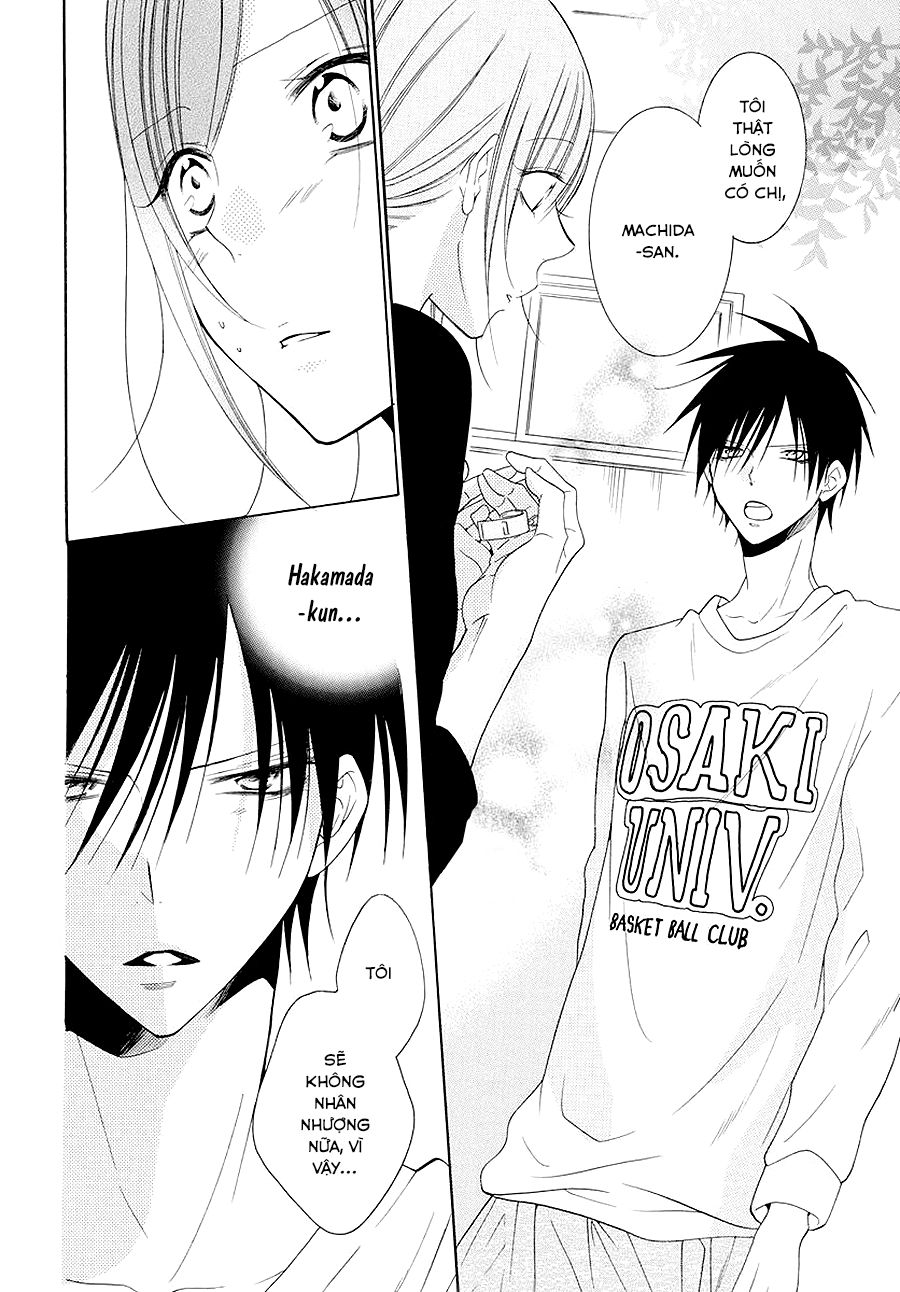 TÔI
THẬT
LÒNG
MUỐN
CÓ CHỊ,
MACHIDA
-SAN.
OSAKI
UNIV.
BASKET BALL CLUB
Hakamada
-kun...
TÔI
SẼ
KHÔNG
NHÂN
NHƯỢNG
NỮA, VÌ
VẬY...